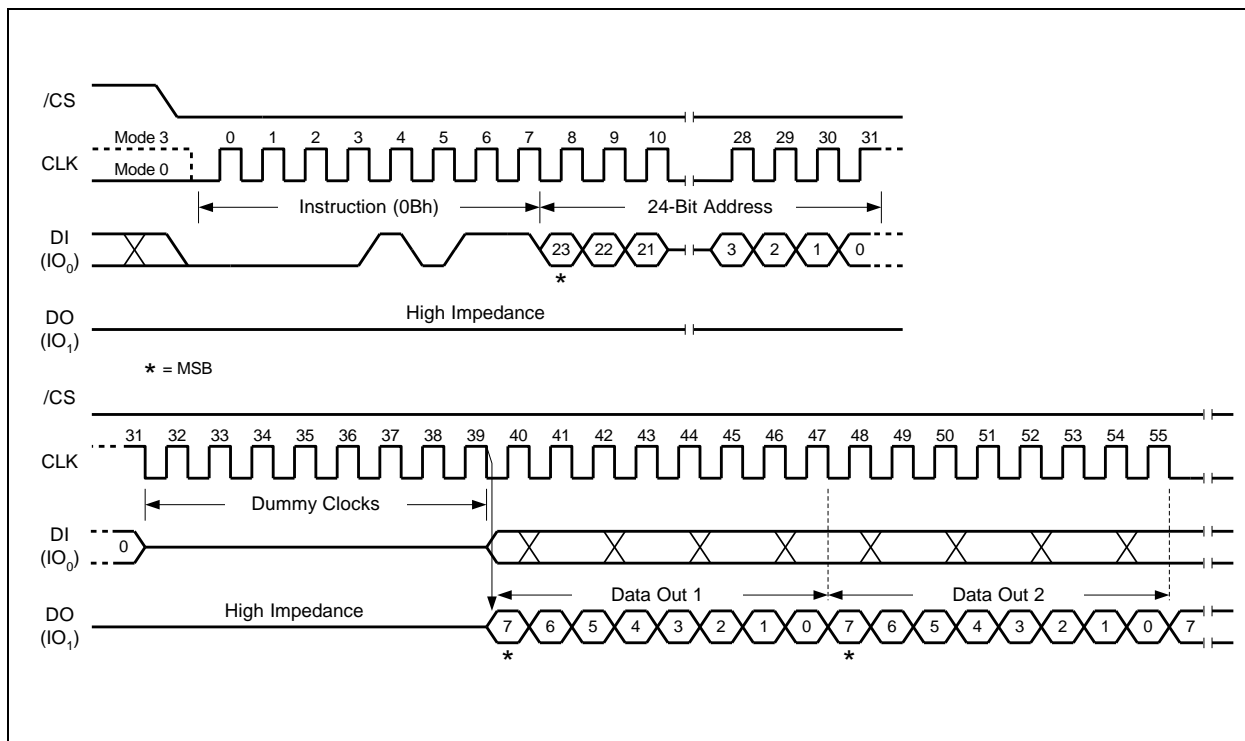 /CS
Mode 3 0 1 2 3 4 5 6 7 8 9 10 28 29 30 31
CLK
Mode 0
Instruction (0Bh) 24-Bit Address
DI
(IO0)
23 22 21 3 2 1 0
*
High Impedance
DO
(IO1)
* = MSB
/CS
31 32 33 34 35 36 37 38 39 40 41 42 43 44 45 46 47 48 49 50 51 52 53 54 55
CLK
Dummy Clocks
DI
(IO0)
0
Data Out 1 Data Out 2
High Impedance
DO
(IO1)
7 6 5 4 3 2 1 0 7 6 5 4 3 2 1 0 7
* *